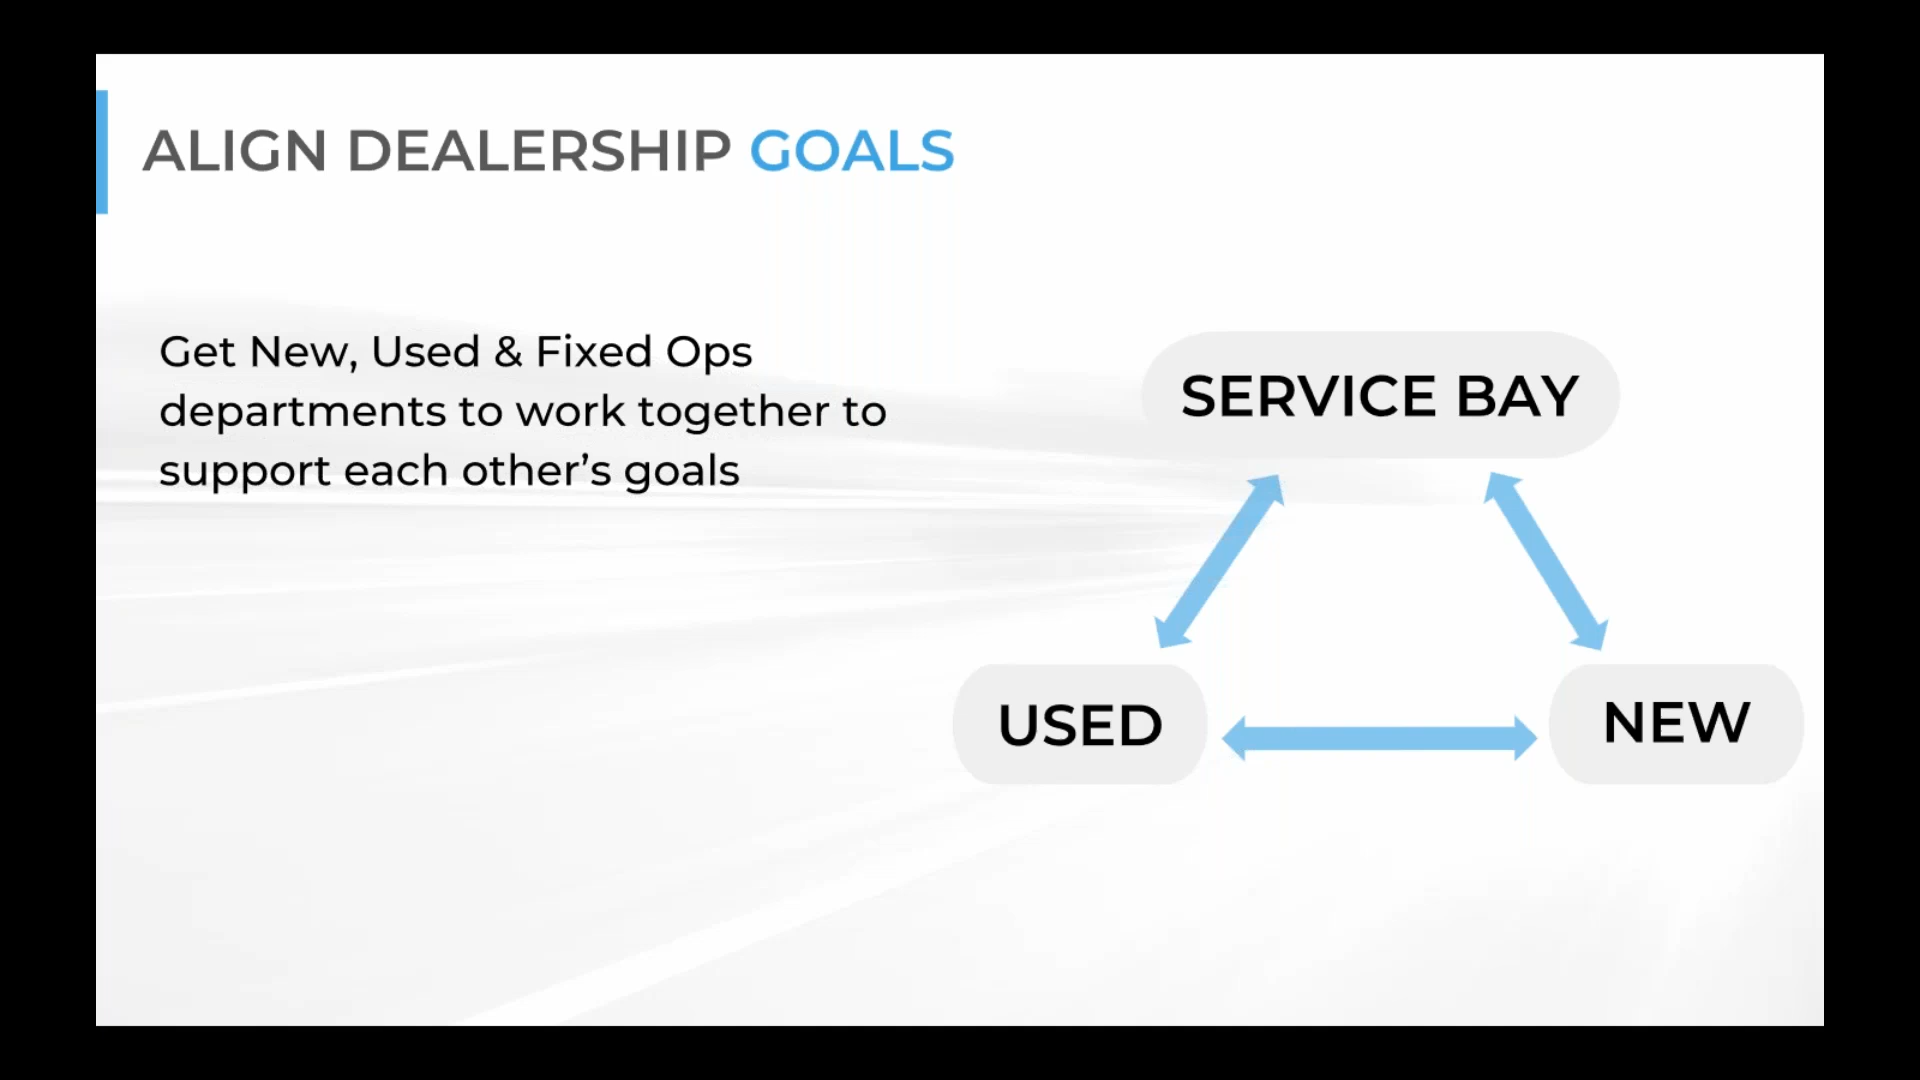 ALIGN DEALERSHIP GOALS
Get New, Used & Fixed Ops
departments to work together to
support each other’s goals
SERVICE BAY
USED
NEW